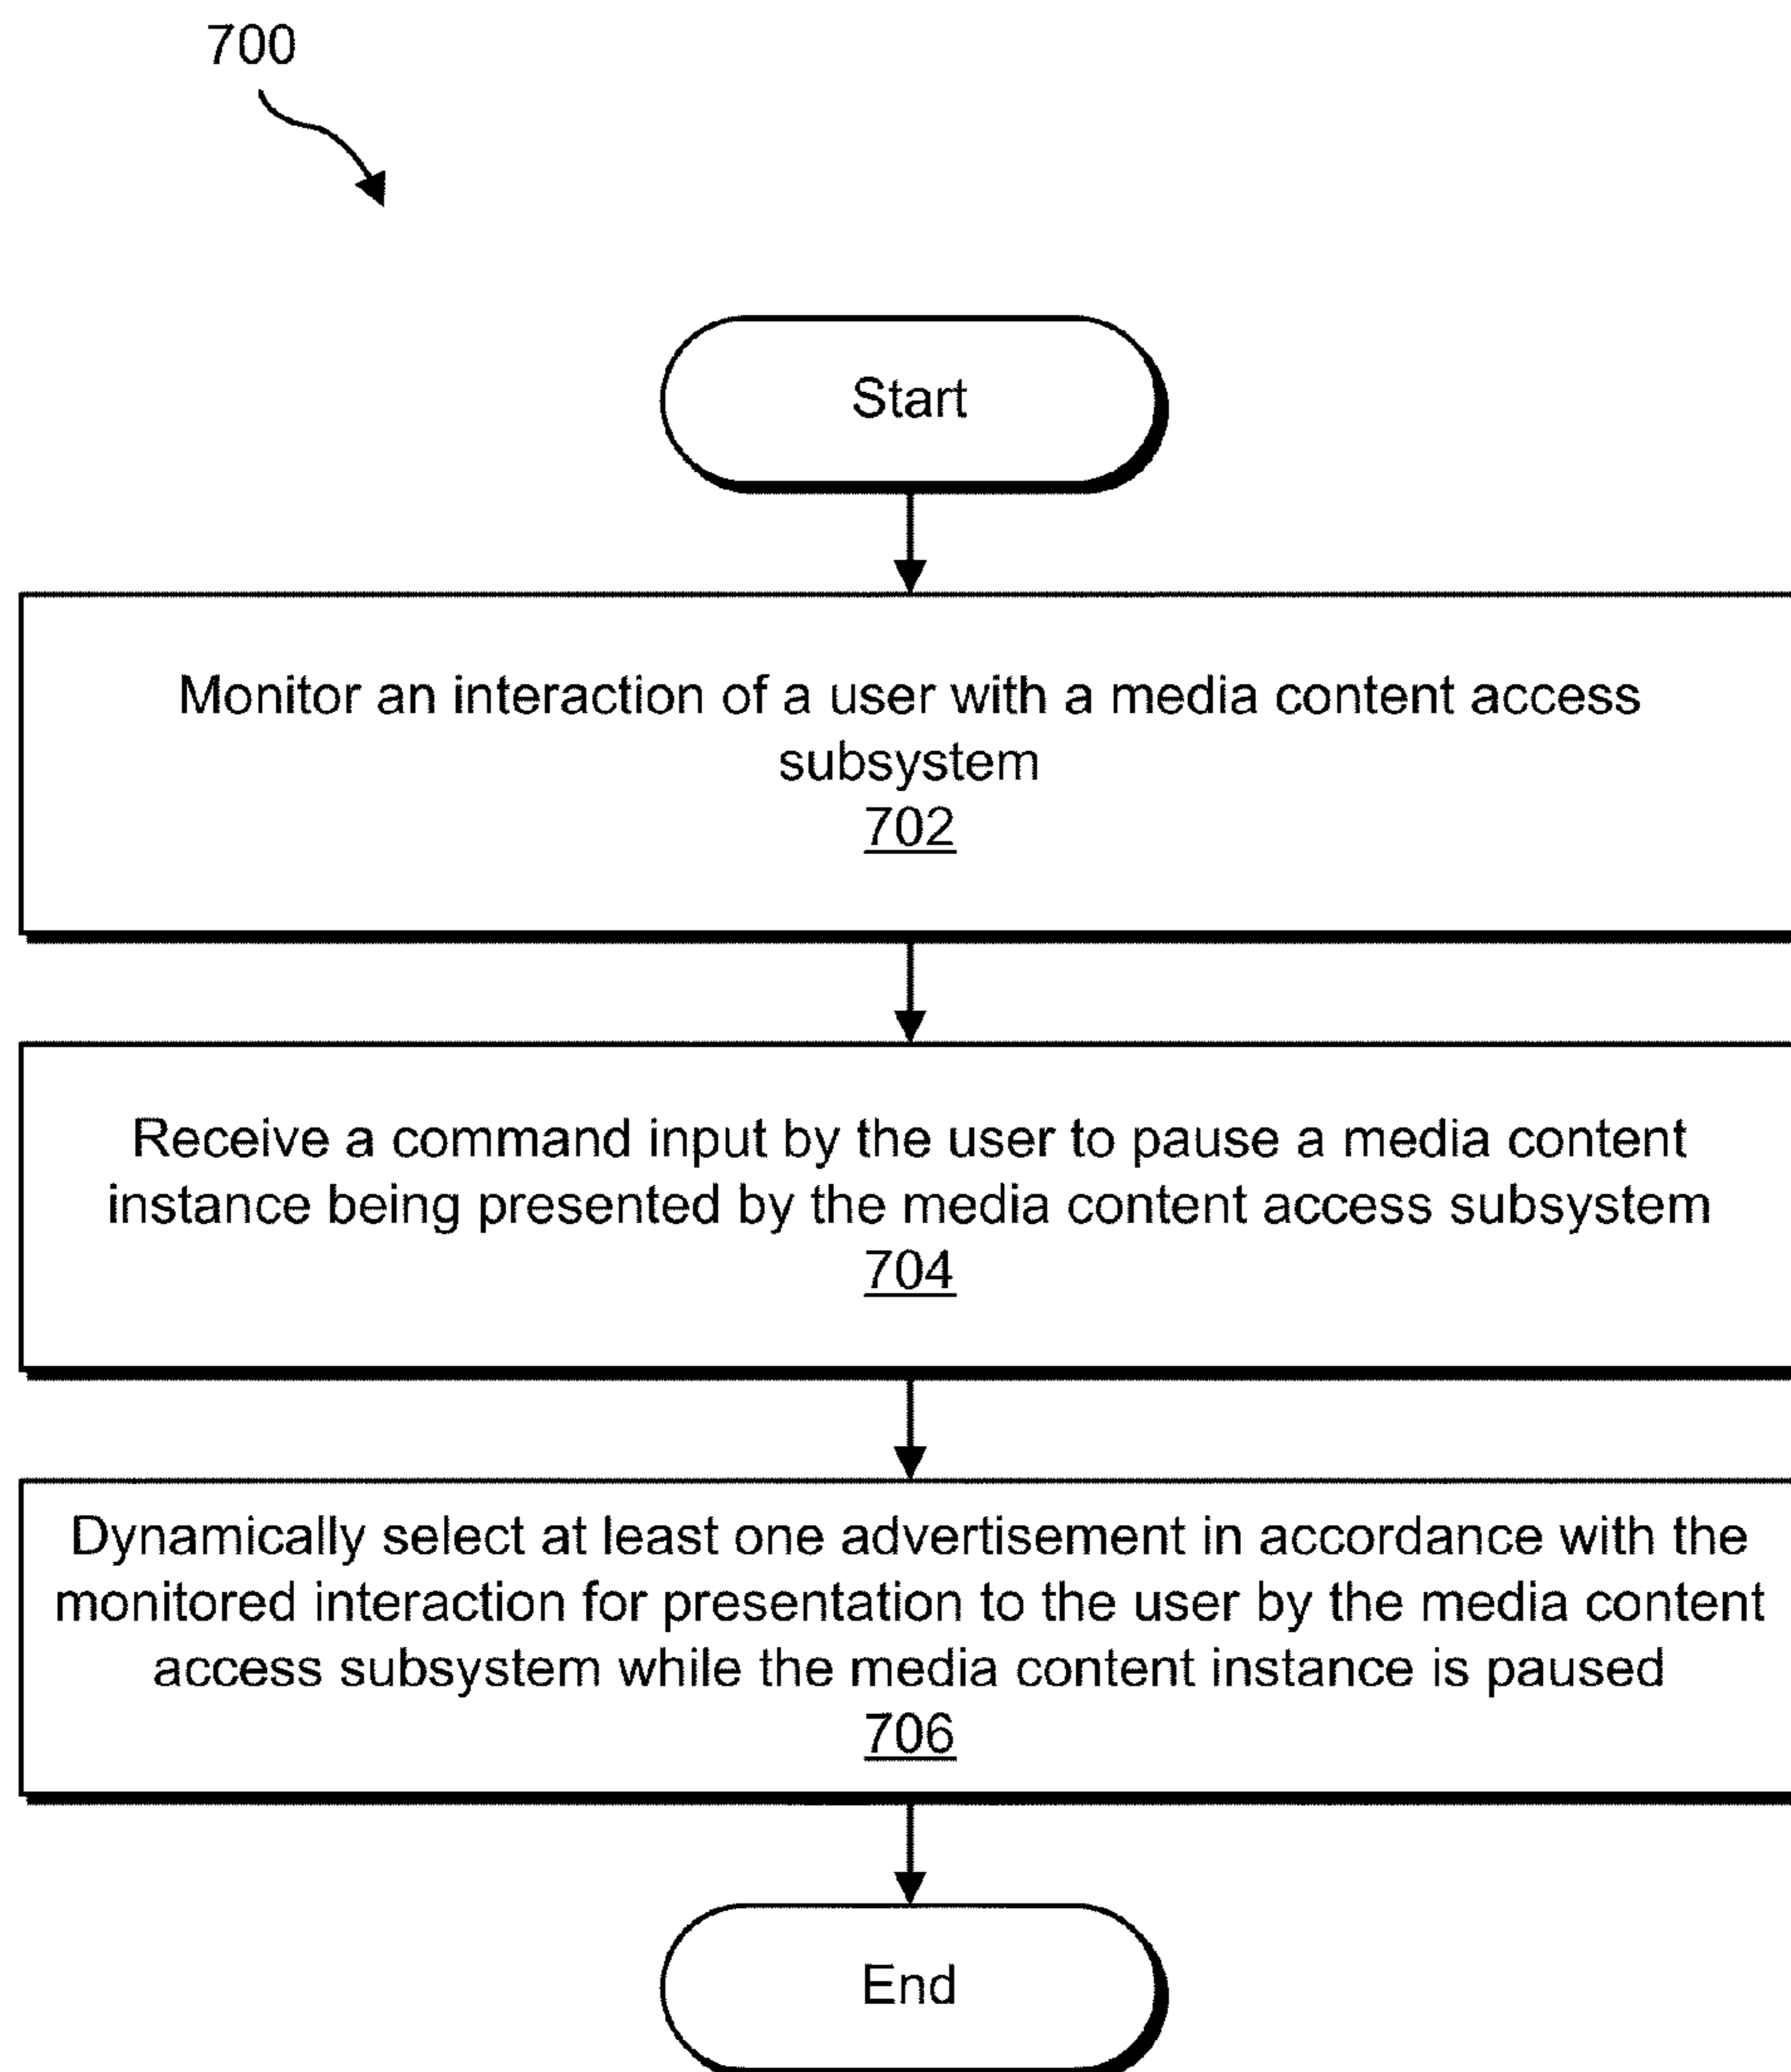 700
Start
Monitor an interaction of a user with a media content access
subsystem
702
Receive a command input by the user to pause a media content
instance being presented by the media content access subsystem
704
Dynamically select at least one advertisement in accordance with the
monitored interaction for presentation to the user by the media content
access subsystem while the media content instance is paused
706
End